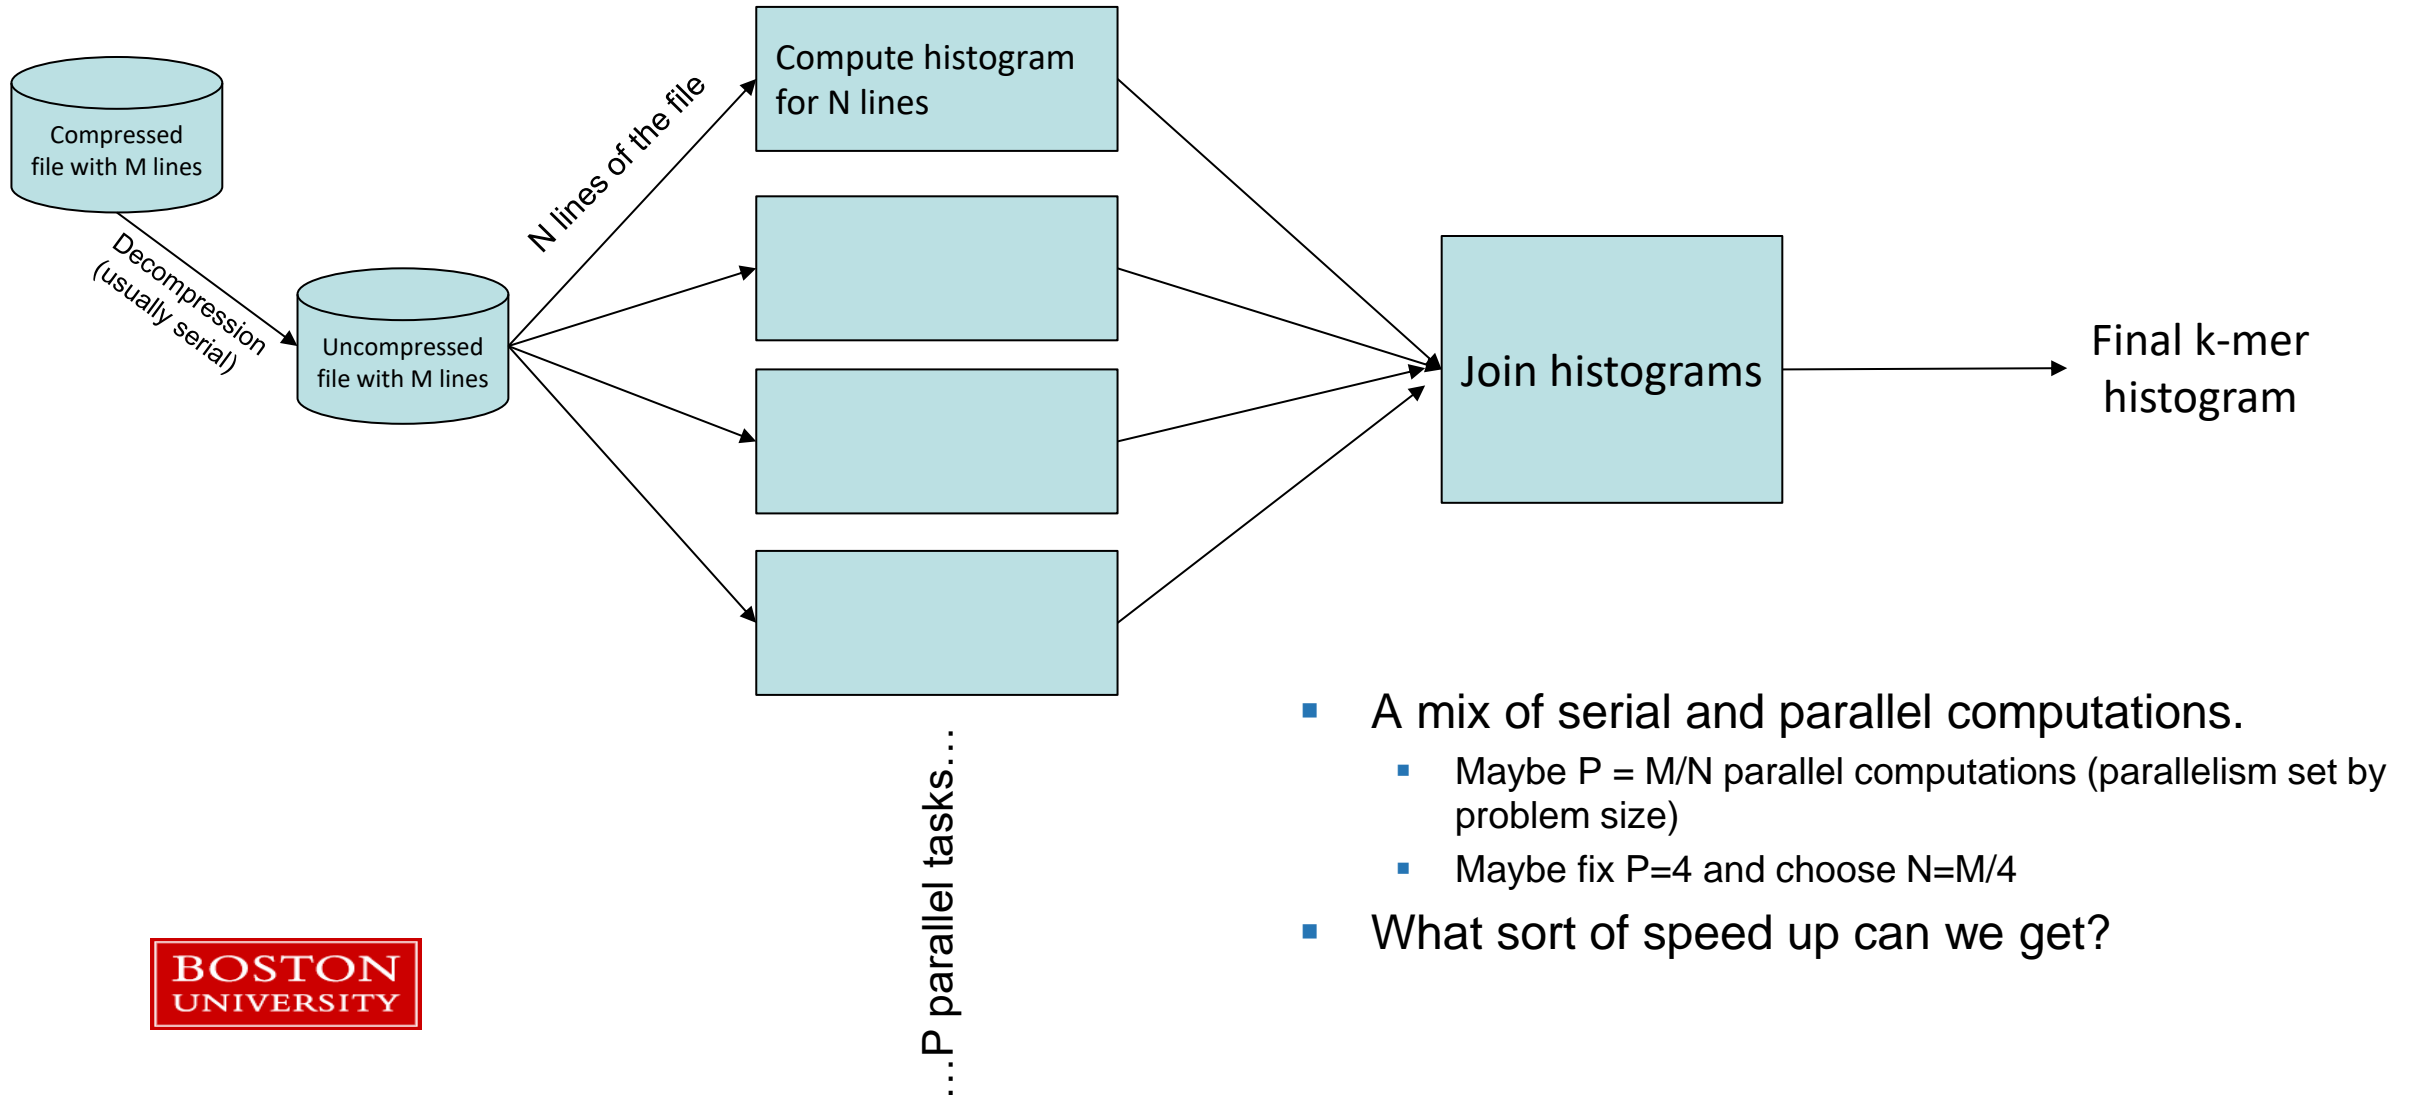 Compressed
file with M lines
Decompression
(usually serial)
Uncompressed
file with M lines
N lines of the file
Compute histogram
for N lines
....P parallel tasks...
Join histograms
Final k-mer
histogram
▪ A mix of serial and parallel computations.
▪ Maybe P = M/N parallel computations (parallelism set by
problem size)
▪ Maybe fix P=4 and choose N=M/4
▪ What sort of speed up can we get?
BOSTON
UNIVERSITY